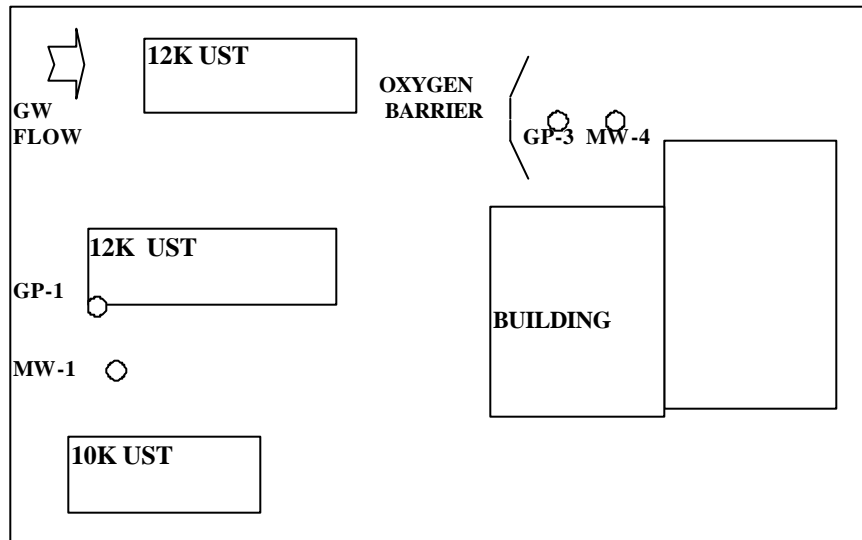 12K UST
OXYGEN
BARRIER
GW
FLOW
GP-3 MW-4
12K UST
GP-1
BUILDING
MW-1
10K UST